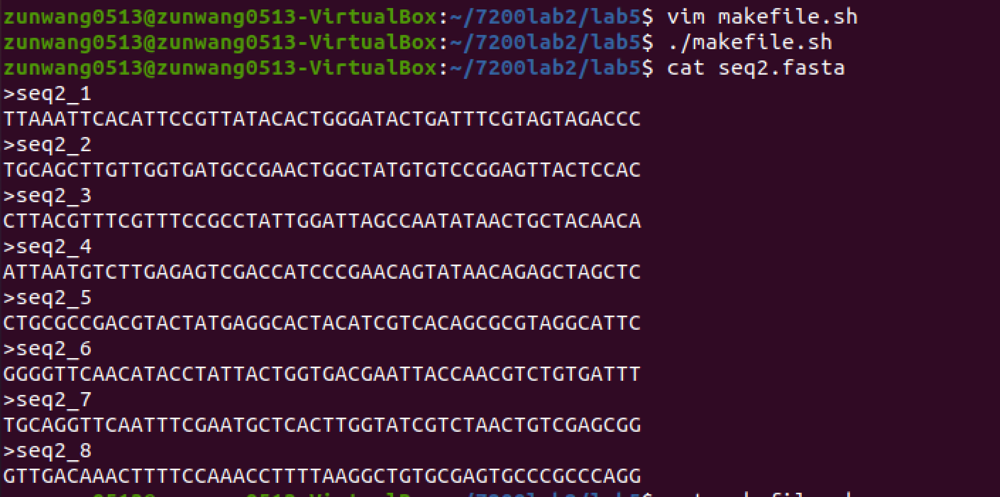 zunwang0513@zunwang0513-VirtualBox:~/7200lab2/lab5$ vim makefile.sh
zunwang0513@zunwang0513-VirtualBox:~/7200lab2/lab5$ ./makefile.sh
zunwang0513@zunwang0513-VirtualBox:~/7200lab2/lab5$ cat seq2.fasta
>seq2_1
TTAAATTCACATTCCGTTATACACTGGGATACTGATTTCGTAGTAGACCC
>seq2_2
TGCAGCTTGTTGGTGATGCCGAACTGGCTATGTGTCCGGAGTTACTCCAC
>seq2_3
CTTACGTTTCGTTTCCGCCTATTGGATTAGCCAATATAACTGCTACAACA
>seq2_4
ATTAATGTCTTGAGAGTCGACCATCCCGAACAGTATAACAGAGCTAGCTC
>seq2_5
CTGCGCCGACGTACTATGAGGCACTACATCGTCACAGCGCGTAGGCATTC
>seq2_6
GGGGTTCAACATACCTATTACTGGTGACGAATTACCAACGTCTGTGATTT
>seq2_7
TGCAGGTTCAATTTCGAATGCTCACTTGGTATCGTCTAACTGTCGAGCGG
>seq2_8
GTTGACAAACTTTTCCAAACCTTTTAAGGCTGTGCGAGTGCCCGCCCAGG